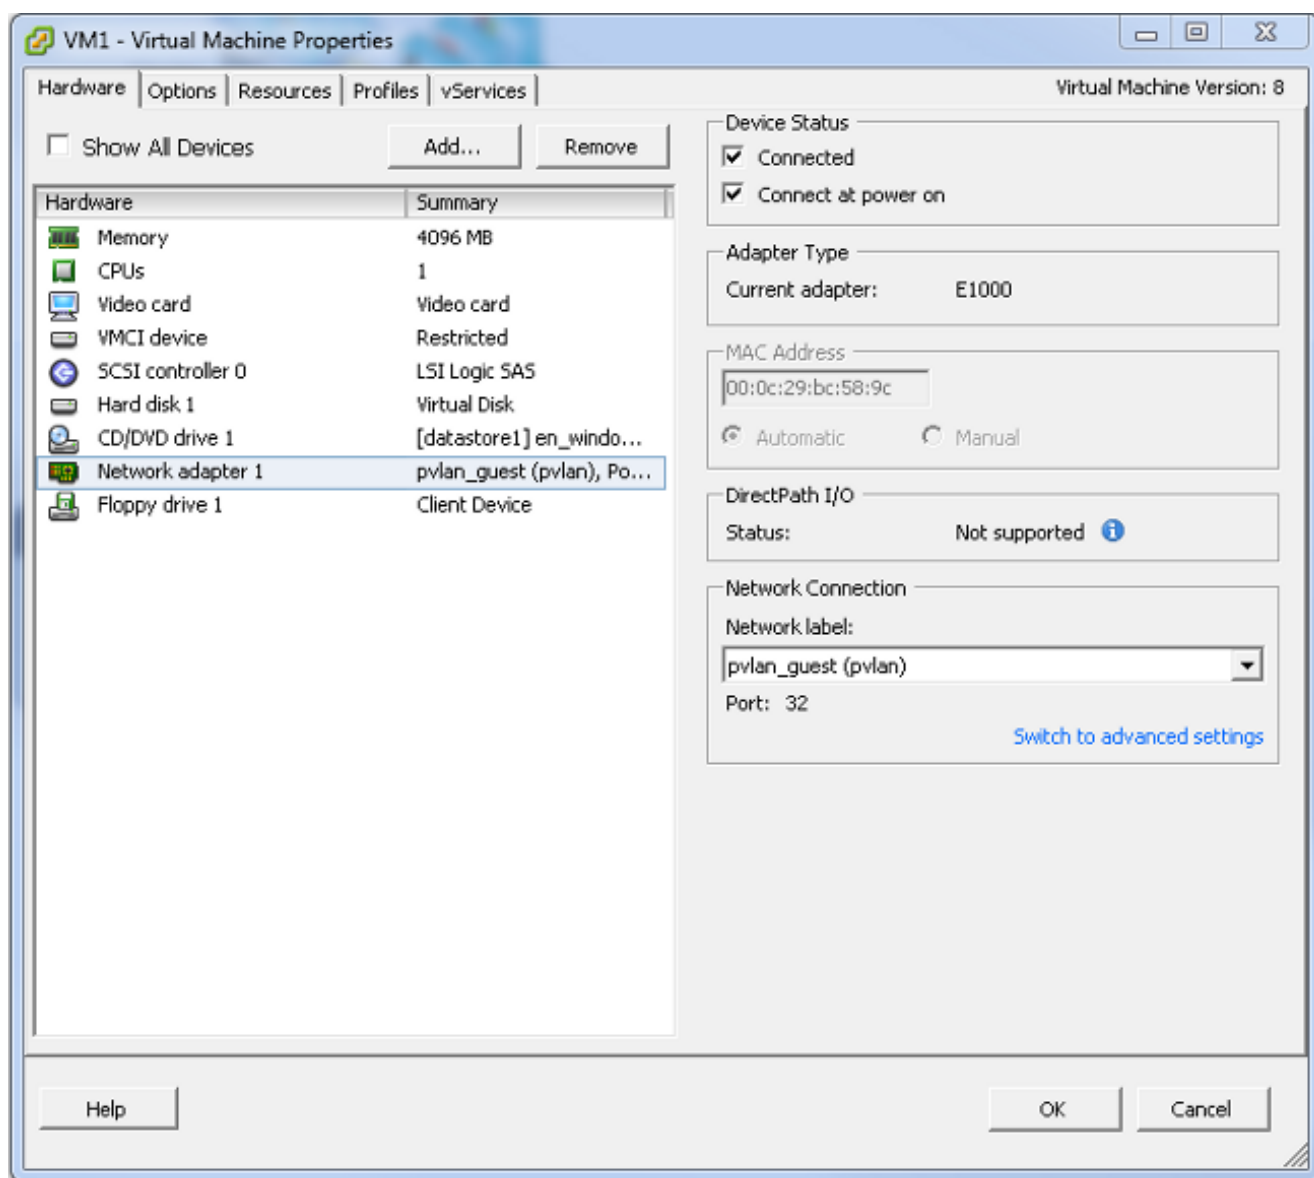 VM1 - Virtual Machine Properties
Hardware Options Resources Profiles vServices
Virtual Machine Version: 8
Show All Devices
Add...
Remove
Hardware Summary
Memory 4096 MB
CPUs 1
Video card Video card
VMCI device Restricted
SCSI controller 0 LSI Logic SAS
Hard disk 1 Virtual Disk
CD/DVD drive 1 [datastore1] en_windo...
Network adapter 1 pvlan_guest (pvlan), Po...
Floppy drive 1 Client Device
Device Status
Connected
Connect at power on
Adapter Type
Current adapter: E1000
MAC Address
00:0c:29:bc:58:9c
Automatic Manual
DirectPath I/O
Status: Not supported
Network Connection
Network label:
pvlan_guest (pvlan)
Port: 32
Switch to advanced settings
Help
OK
Cancel